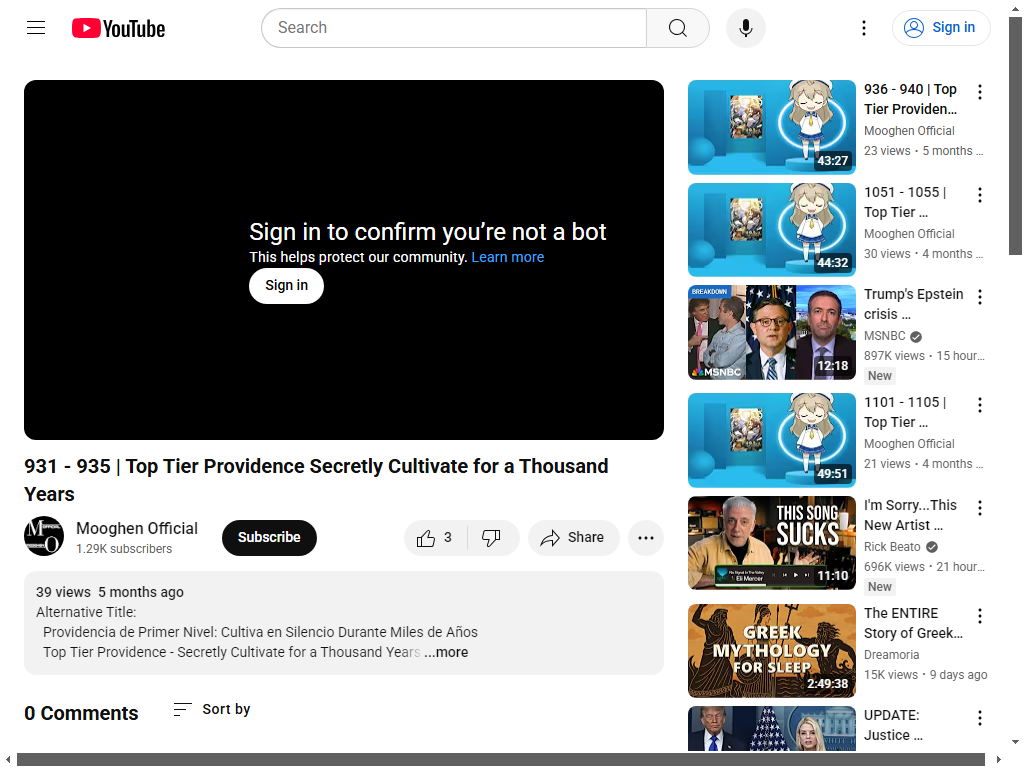 YouTube
Search
Sign in
Sign in to confirm you’re not a bot
This helps protect our community. Learn more
Sign in
931 - 935 | Top Tier Providence Secretly Cultivate for a Thousand
Years
Mooghen Official
1.29K subscribers
Subscribe
3
Share
39 views 5 months ago
Alternative Title:
Providencia de Primer Nivel: Cultiva en Silencio Durante Miles de Años
Top Tier Providence - Secretly Cultivate for a Thousand Years ...more
0 Comments
Sort by
43:27
936 - 940 | Top
Tier Providen...
Mooghen Official
23 views • 5 months ...
44:32
1051 - 1055 |
Top Tier ...
Mooghen Official
30 views • 4 months ...
BREAKDOWN
MSNBC
12:18
Trump's Epstein
crisis ...
MSNBC
897K views • 15 hour...
New
49:51
1101 - 1105 |
Top Tier ...
Mooghen Official
21 views • 4 months ...
THIS SONG
SUCKS
Eli Mercer
11:10
I'm Sorry...This
New Artist ...
Rick Beato
696K views • 21 hour...
New
GREEK
MYTHOLOGY
FOR SLEEP
2:49:38
The ENTIRE
Story of Greek...
Dreamoria
15K views • 9 days ago
UPDATE:
Justice ...